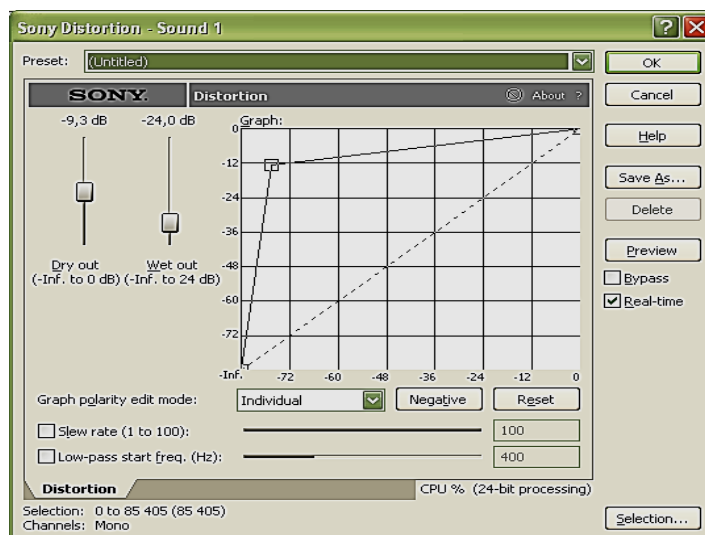 Sony Distortion - Sound 1
Preset: (Untitled)
OK
SONY. Distortion About ?
Cancel
-9,3 dB -24,0 dB Graph:
Help
Save As...
Delete
Preview
Bypass
Real-time
0
-12
-24
-36
-48
-60
-72
-Inf.
-72 -60 -48 -36 -24 -12 0
Dry out Wet out
(-Inf. to 0 dB) (-Inf. to 24 dB)
Graph polarity edit mode: Individual Negative Reset
Slew rate (1 to 100): 100
Low-pass start freq. (Hz): 400
Distortion CPU % (24-bit processing)
Selection: 0 to 85 405 (85 405)
Channels: Mono
Selection...